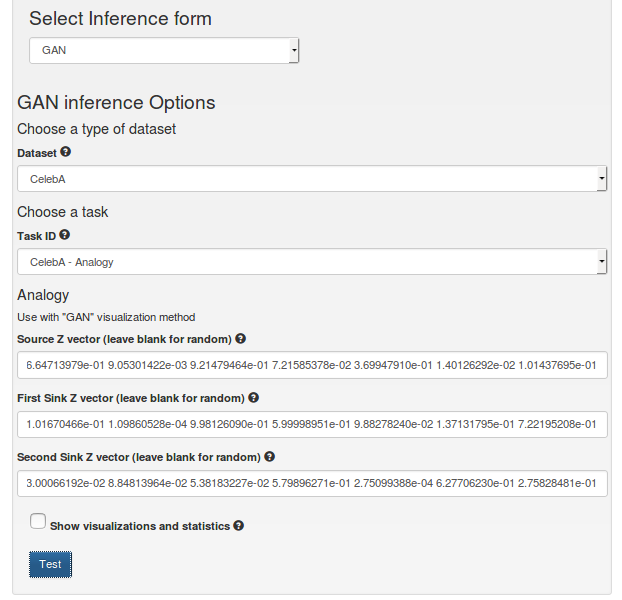 Select Inference form
GAN
GAN inference Options
Choose a type of dataset
Dataset
CelebA
Choose a task
Task ID
CelebA - Analogy
Analogy
Use with "GAN" visualization method
Source Z vector (leave blank for random)
6.64713979e-01 9.05301422e-03 9.21479464e-01 7.21585378e-02 3.69947910e-01 1.40126292e-02 1.01437695e-01
First Sink Z vector (leave blank for random)
1.01670466e-01 1.09860528e-04 9.98126090e-01 5.99998951e-01 9.88278240e-02 1.37131795e-01 7.22195208e-01
Second Sink Z vector (leave blank for random)
3.00066192e-02 8.84813964e-02 5.38183227e-02 5.79896271e-01 2.75099388e-04 6.27706230e-01 2.75828481e-01
Show visualizations and statistics
Test